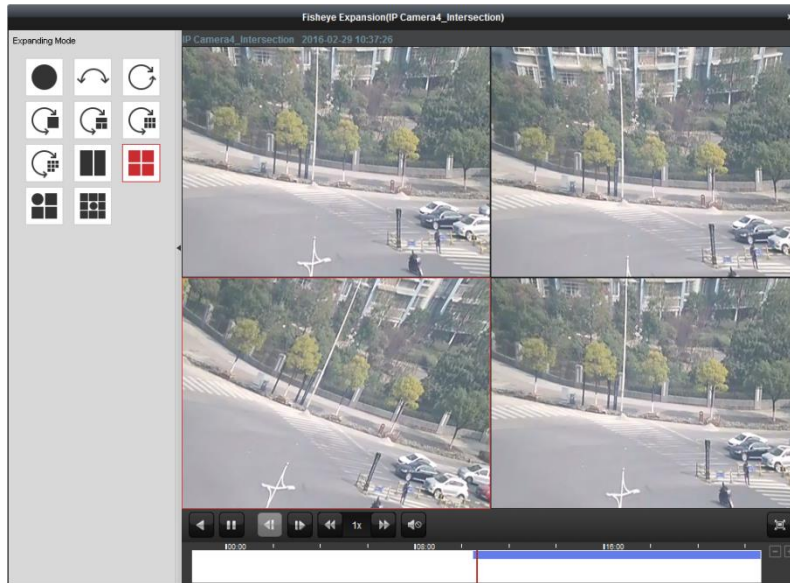 Fisheye Expansion(IP Camera4_Intersection)
Expanding Mode
IP Camera4_Intersection 2016-02-29 10:37:26
1x
00:00
08:00
16:00